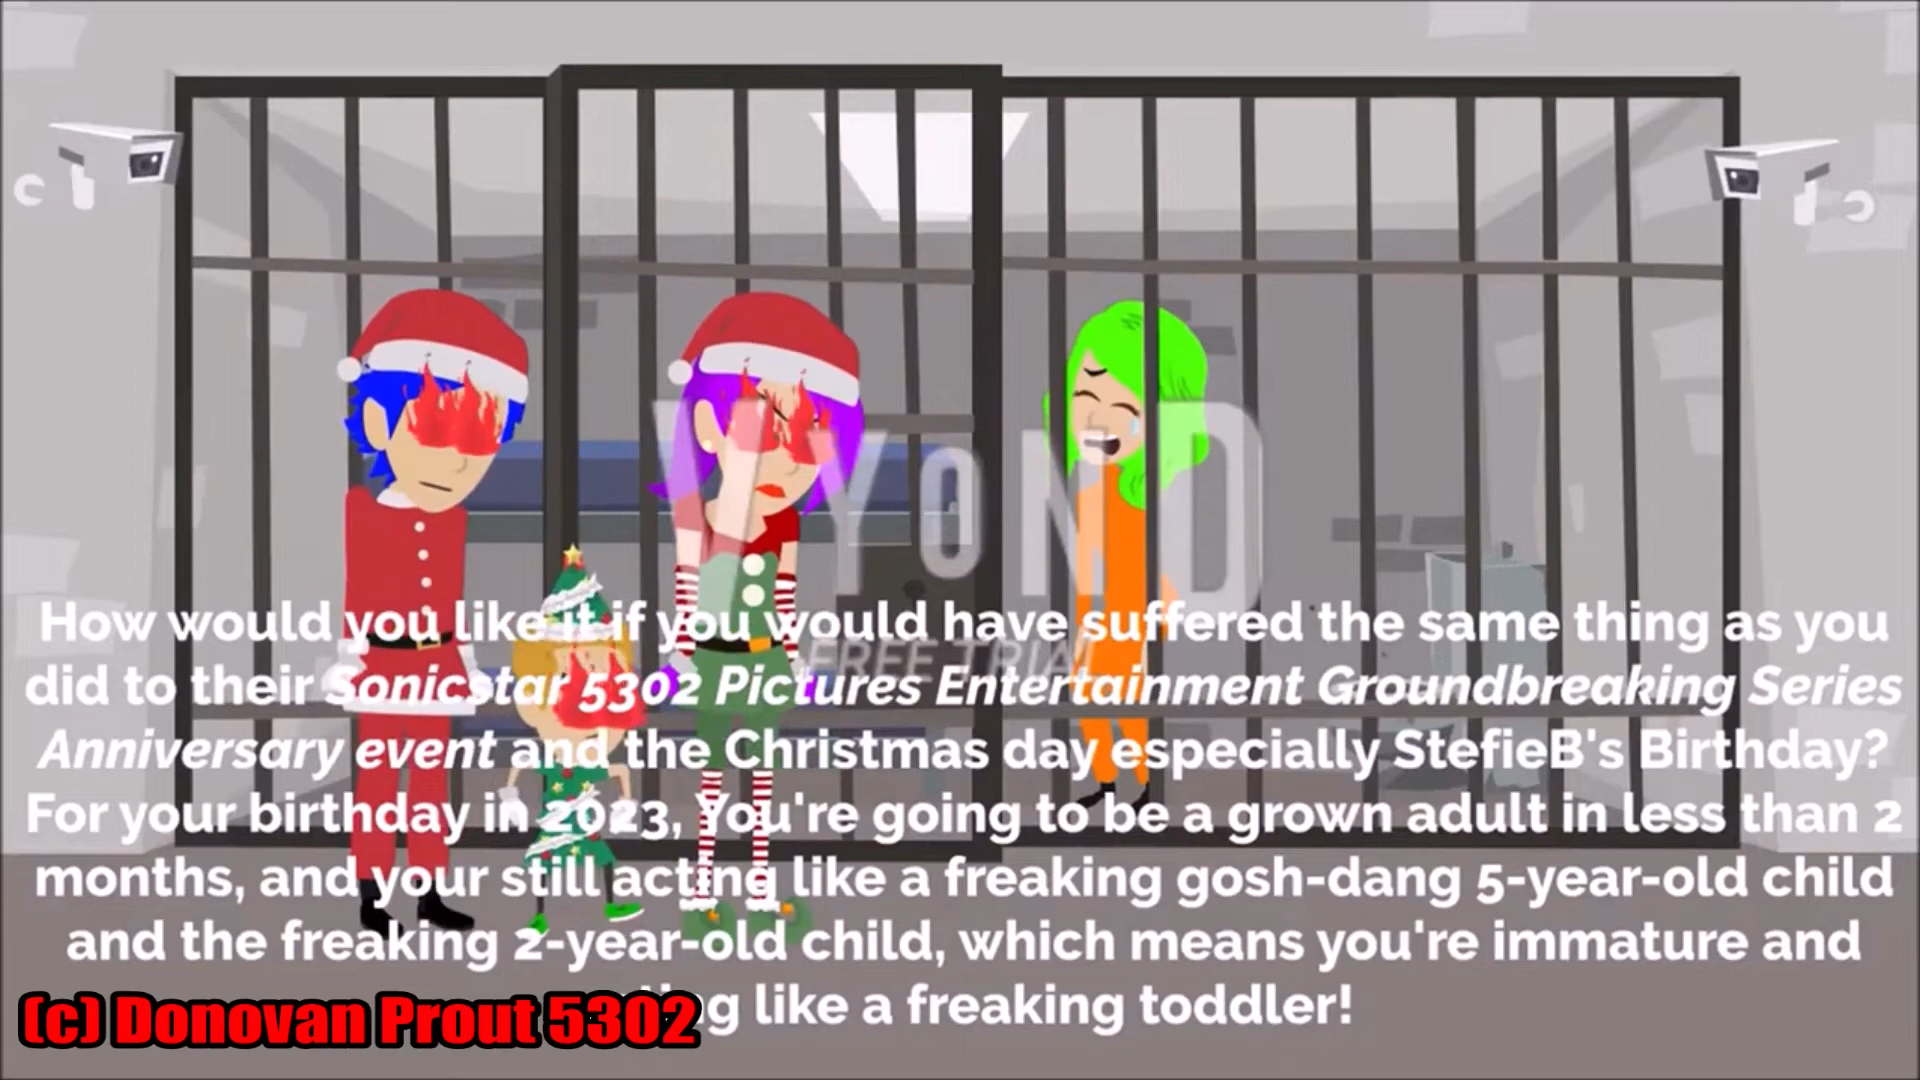 VYOND
FREE TRIAL
How would you like it if you would have suffered the same thing as you
did to their Sonicstar 5302 Pictures Entertainment Groundbreaking Series
Anniversary event and the Christmas day especially StefieB's Birthday?
For your birthday in 2023, You're going to be a grown adult in less than 2
months, and your still acting like a freaking gosh-dang 5-year-old child
and the freaking 2-year-old child, which means you're immature and
like a freaking toddler!
(c) Donovan Prout 5302